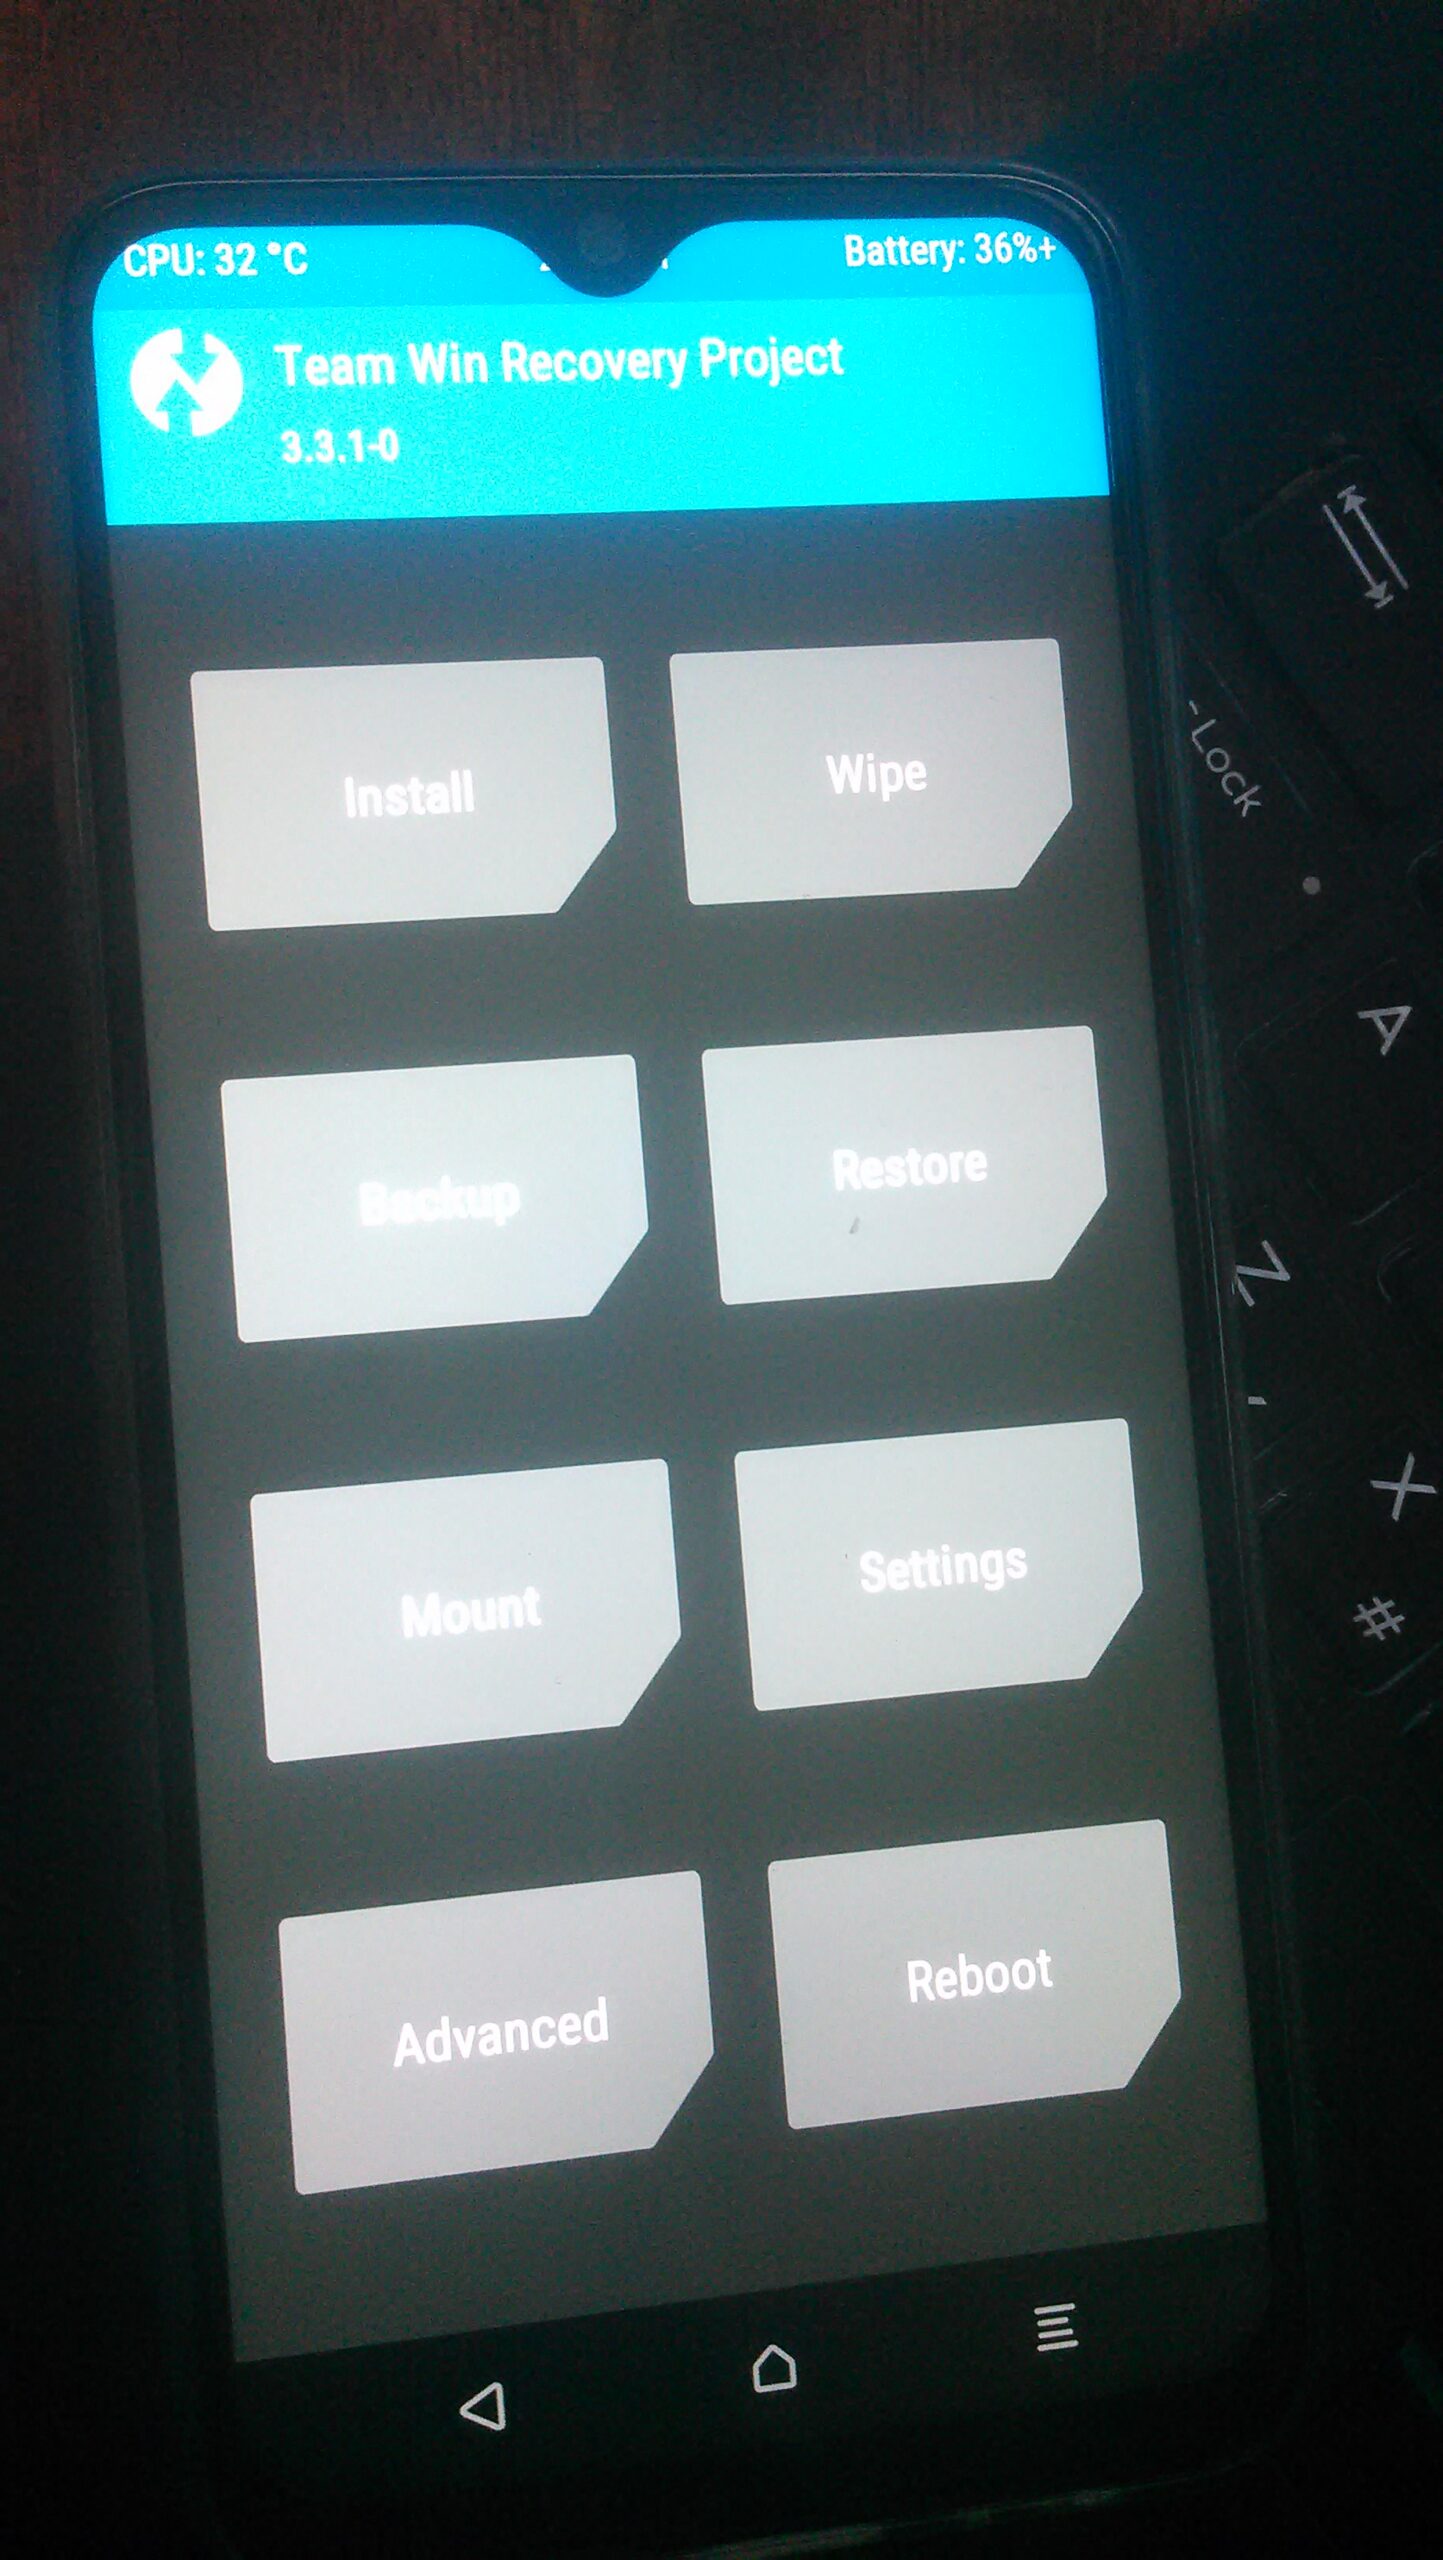 CPU: 32 °C
Battery: 36%+
Team Win Recovery Project
3.3.1-0
Install
Wipe
Backup
Restore
Mount
Settings
Advanced
Reboot
-Lock
A
Z
X
#